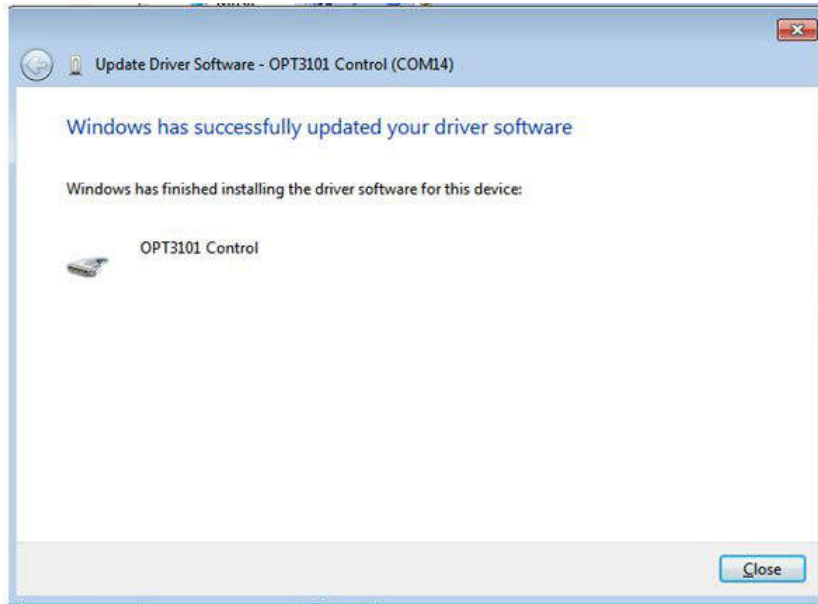 Update Driver Software - OPT3101 Control (COM14)
Windows has successfully updated your driver software
Windows has finished installing the driver software for this device:
OPT3101 Control
Close